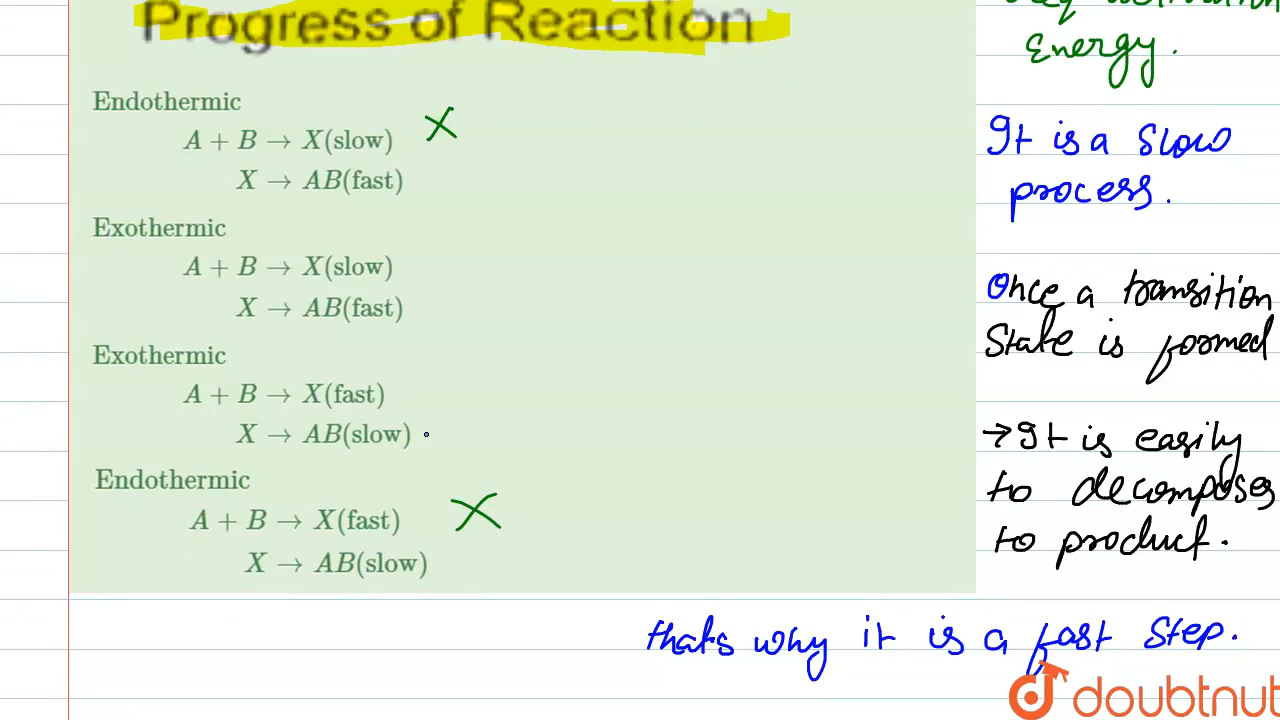 Progress of Reaction
Energy.
Endothermic
A + B → X(slow)
X → AB(fast)
Exothermic
A + B → X(slow)
X → AB(fast)
Exothermic
A + B → X(fast)
X → AB(slow)
Endothermic
A + B → X(fast)
X → AB(slow)
It is a slow
process.
Once a transition
State is formed
→ It is easily
to decomposes
to product.
thats why it is a fast step.
doubtnut